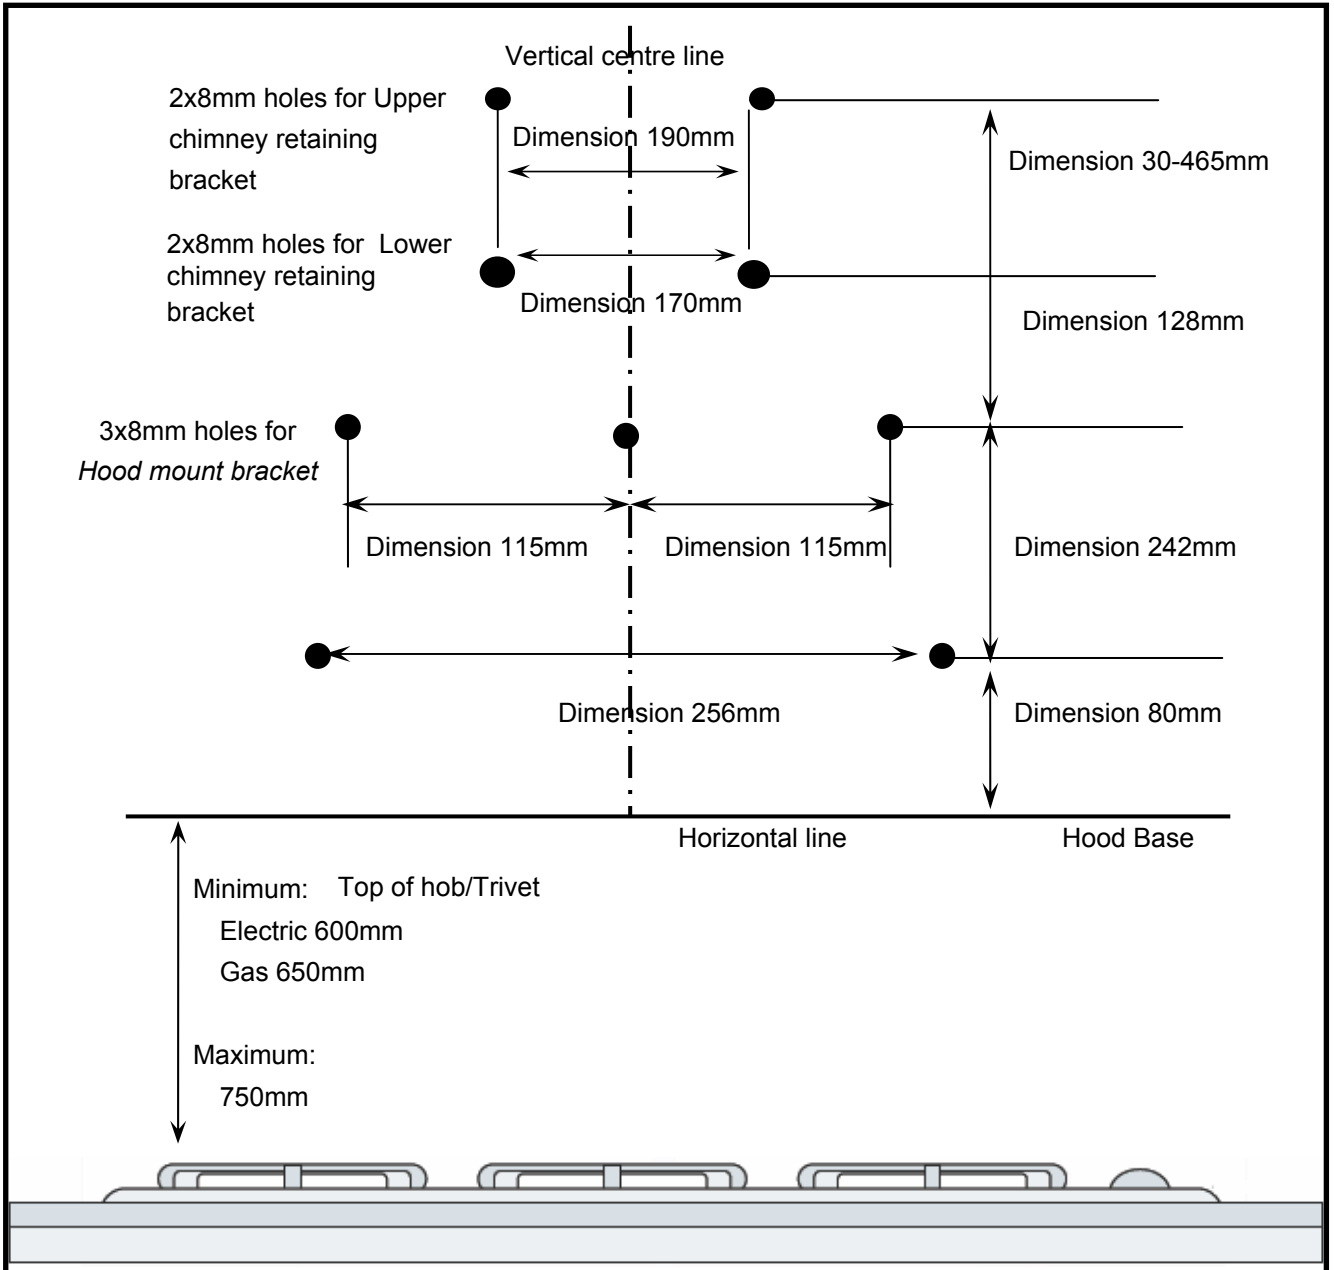 Vertical centre line
2x8mm holes for Upper
chimney retaining
bracket
Dimension 190mm
Dimension 30-465mm
2x8mm holes for Lower
chimney retaining
bracket
Dimension 170mm
Dimension 128mm
3x8mm holes for
Hood mount bracket
Dimension 115mm
Dimension 115mm
Dimension 242mm
Dimension 256mm
Dimension 80mm
Horizontal line
Hood Base
Minimum: Top of hob/Trivet
Electric 600mm
Gas 650mm
Maximum:
750mm